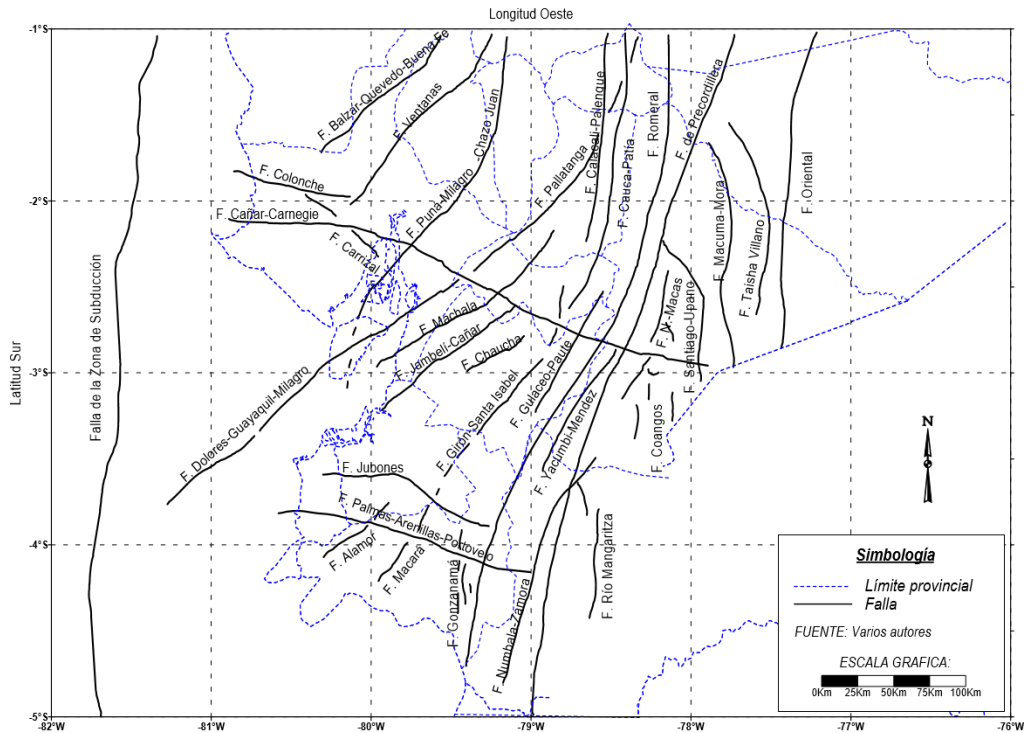 Longitud Oeste
-1°S
-2°S
-3°S
-4°S
-5°S
Latitud Sur
Falla de la Zona de Subducción
F. Balzar-Quevedo-Buena Fe
F. Ventanas
F. Colonche
F. Cañar-Carnegie
F. Carrizal
F. Puná-Milagro-Chazo Juan
F. Pallatanga
F. Calacalí-Palenque
F. Cauca-Patía
F. Romeral
F. de Precordillera
F. Macuma-Mora
F. Taisha Villano
F. Oriental
F. Machala
F. Jambelí-Cañar
F. Chaucha
F. N.-Macas
F. Santiago-Upano
F. Dolores-Guayaquil-Milagro
F. Girón-Santa Isabel
F. Gulaceo-Paute
F. Yacumbi-Mendez
F. Coangos
F. Jubones
F. Palmas-Arenillas-Portovelo
F. Alamor
F. Macará
F. Gonzanamá
F. Numbala-Zamora
F. Río Mangaritza
N
Simbología
Límite provincial
Falla
FUENTE: Varios autores
ESCALA GRAFICA:
0Km 25Km 50Km 75Km 100Km
-82°W -81°W -80°W -79°W -78°W -77°W -76°W